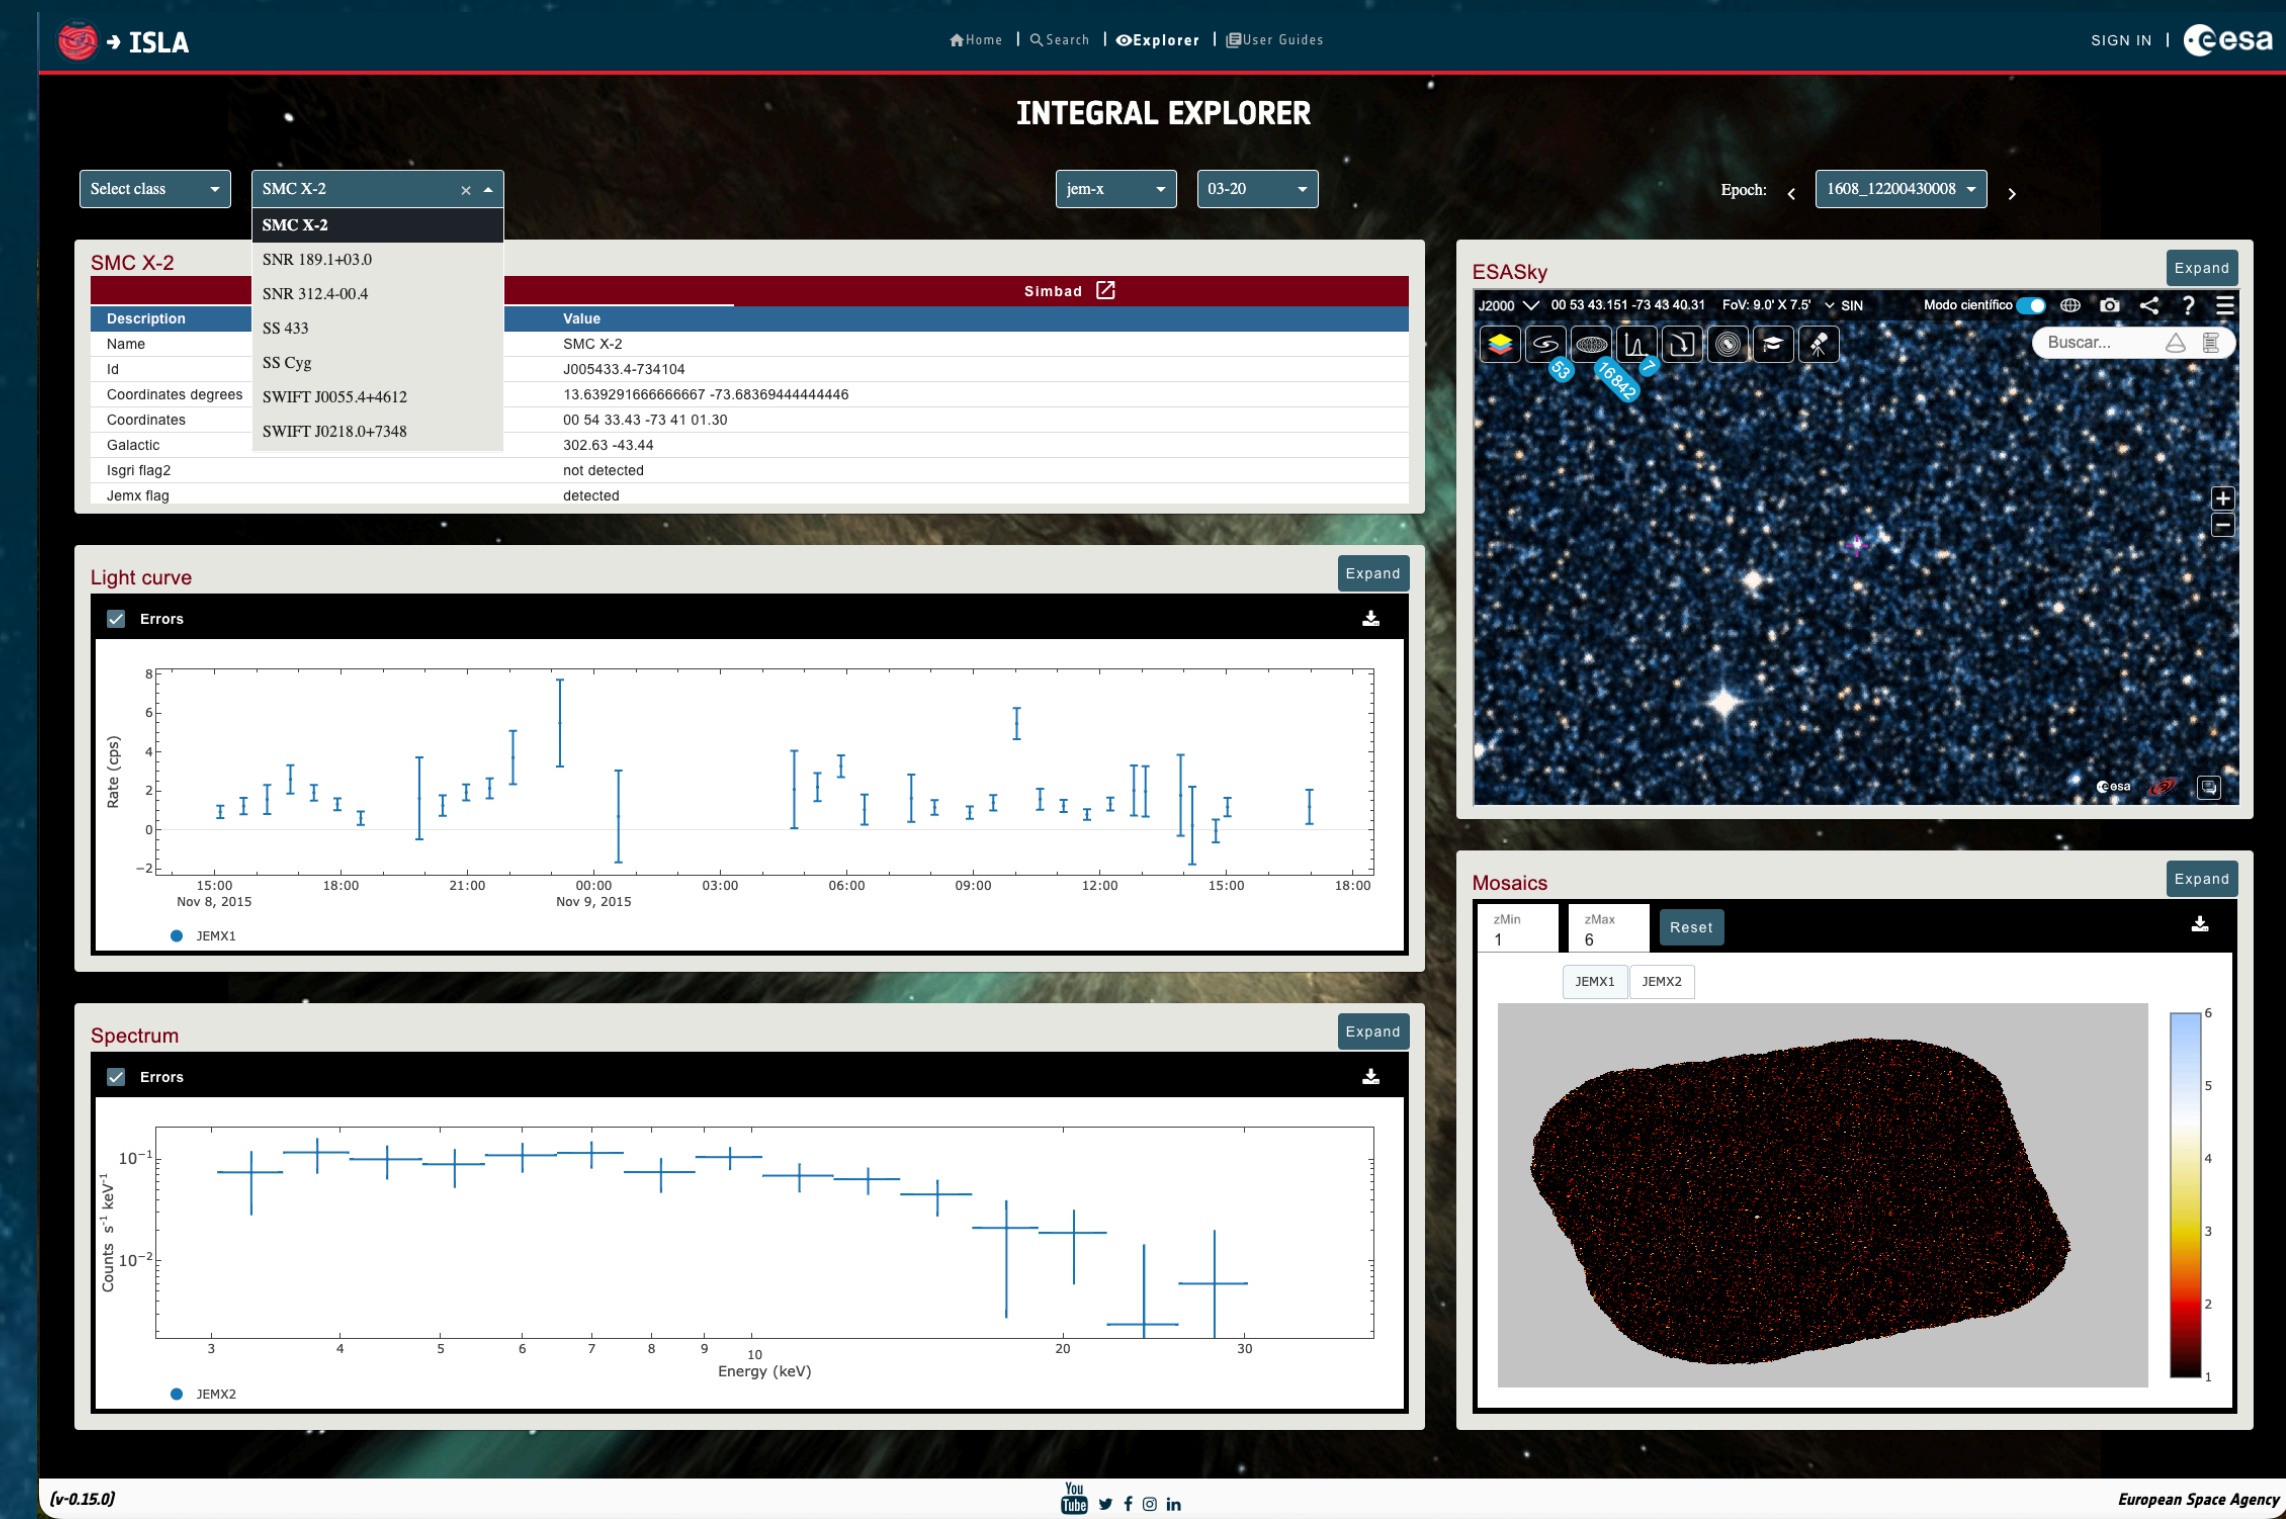 ISLA
Home | Search | Explorer | User Guides
SIGN IN | esa
INTEGRAL EXPLORER
Select class
SMC X-2
jem-x
03-20
Epoch:
1608_12200430008
SMC X-2
SNR 189.1+03.0
SNR 312.4-00.4
SS 433
SS Cyg
SWIFT J0055.4+4612
SWIFT J0218.0+7348
SMC X-2
Simbad
Description Value
Name SMC X-2
Id J005433.4-734104
Coordinates degrees 13.639291666666667 -73.68369444444446
Coordinates 00 54 33.43 -73 41 01.30
Galactic 302.63 -43.44
Isgri flag2 not detected
Jemx flag detected
ESASky
Expand
J2000 00 53 43.151 -73 43 40.31 FoV: 9.0' X 7.5' SIN Modo científico
Buscar...
53 16842 7
esa
Light curve
Expand
Errors
Rate (cps)
8
6
4
2
0
−2
15:00 18:00 21:00 00:00 03:00 06:00 09:00 12:00 15:00 18:00
Nov 8, 2015 Nov 9, 2015
JEMX1
Spectrum
Expand
Errors
Counts s-1 keV-1
10−1
10−2
3 4 5 6 7 8 9 10 20 30
Energy (keV)
JEMX2
Mosaics
Expand
zMin zMax
1 6
Reset
JEMX1 JEMX2
6
5
4
3
2
1
(v-0.15.0)
You Tube
European Space Agency